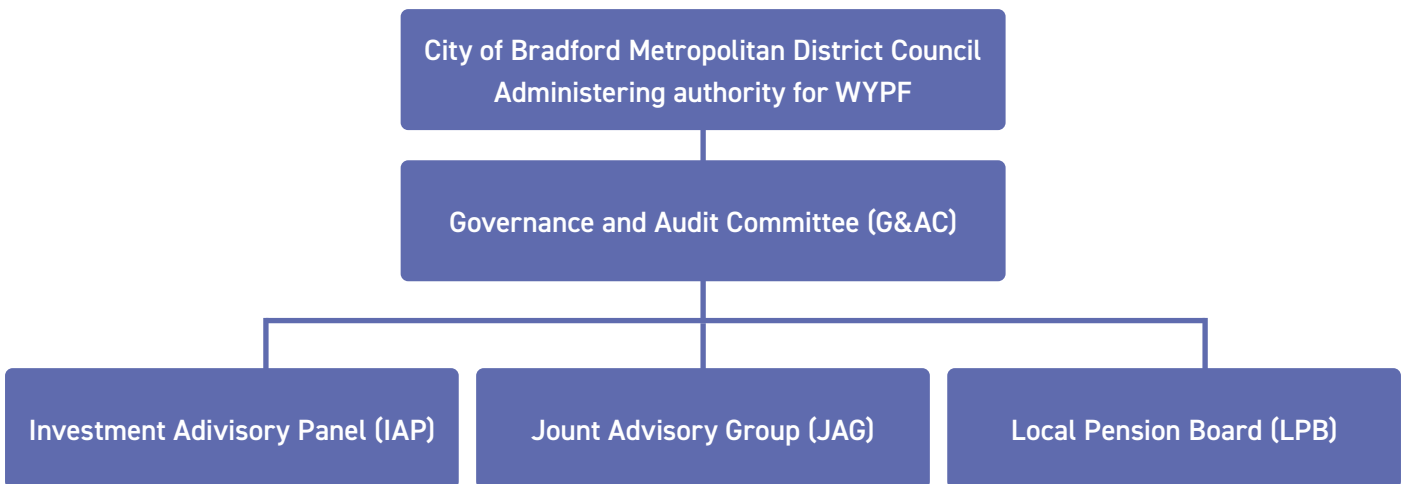 City of Bradford Metropolitan District Council
Administering authority for WYPF
Governance and Audit Committee (G&AC)
Investment Adivisory Panel (IAP)
Jount Advisory Group (JAG)
Local Pension Board (LPB)